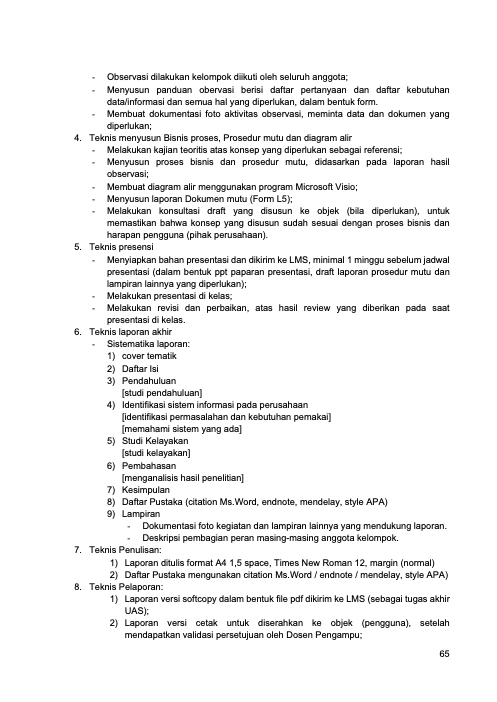 - Observasi dilakukan kelompok diikuti oleh seluruh anggota;
- Menyusun panduan obervasi berisi daftar pertanyaan dan daftar kebutuhan
data/informasi dan semua hal yang diperlukan, dalam bentuk form.
- Membuat dokumentasi foto aktivitas observasi, meminta data dan dokumen yang
diperlukan;
4. Teknis menyusun Bisnis proses, Prosedur mutu dan diagram alir
- Melakukan kajian teoritis atas konsep yang diperlukan sebagai referensi;
- Menyusun proses bisnis dan prosedur mutu, didasarkan pada laporan hasil
observasi;
- Membuat diagram alir menggunakan program Microsoft Visio;
- Menyusun laporan Dokumen mutu (Form L5);
- Melakukan konsultasi draft yang disusun ke objek (bila diperlukan), untuk
memastikan bahwa konsep yang disusun sudah sesuai dengan proses bisnis dan
harapan pengguna (pihak perusahaan).
5. Teknis presensi
- Menyiapkan bahan presentasi dan dikirim ke LMS, minimal 1 minggu sebelum jadwal
presentasi (dalam bentuk ppt paparan presentasi, draft laporan prosedur mutu dan
lampiran lainnya yang diperlukan);
- Melakukan presentasi di kelas;
- Melakukan revisi dan perbaikan, atas hasil review yang diberikan pada saat
presentasi di kelas.
6. Teknis laporan akhir
- Sistematika laporan:
1) cover tematik
2) Daftar Isi
3) Pendahuluan
[studi pendahuluan]
4) Identifikasi sistem informasi pada perusahaan
[identifikasi permasalahan dan kebutuhan pemakai]
[memahami sistem yang ada]
5) Studi Kelayakan
[studi kelayakan]
6) Pembahasan
[menganalisis hasil penelitian]
7) Kesimpulan
8) Daftar Pustaka (citation Ms.Word, endnote, mendelay, style APA)
9) Lampiran
- Dokumentasi foto kegiatan dan lampiran lainnya yang mendukung laporan.
- Deskripsi pembagian peran masing-masing anggota kelompok.
7. Teknis Penulisan:
1) Laporan ditulis format A4 1,5 space, Times New Roman 12, margin (normal)
2) Daftar Pustaka mengunakan citation Ms.Word / endnote / mendelay, style APA)
8. Teknis Pelaporan:
1) Laporan versi softcopy dalam bentuk file pdf dikirim ke LMS (sebagai tugas akhir
UAS);
2) Laporan versi cetak untuk diserahkan ke objek (pengguna), setelah
mendapatkan validasi persetujuan oleh Dosen Pengampu;
65